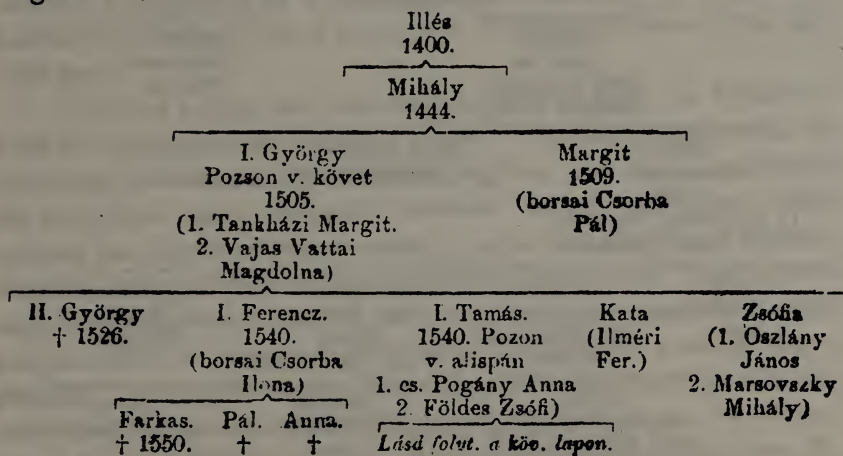 Illés
1400.
Mihály
1444.
I. György
Pozson v. követ
1505.
(1. Tankházi Margit.
2. Vajas Vattai
Magdolna)
Margit
1509.
(borsai Csorba
Pál)
II. György
† 1526.
I. Ferencz.
1540.
(borsai Csorba
Ilona)
I. Tamás.
1540. Pozon
v. alispán
1. cs. Pogány Anna
2. Földes Zsófi)
Kata
(Ilméri
Fer.)
Zsófia
(1. Oszlány
János
2. Marsovszky
Mihály)
Farkas.
† 1550.
Pál.
†
Anna.
†
Lásd folyt. a köv. lapon.